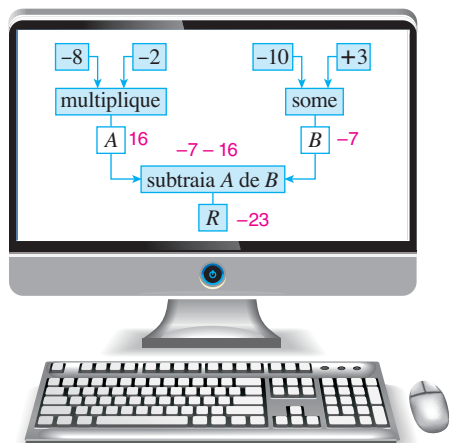 −8 −2 −10 +3
multiplique some
A 16 B −7
−7 − 16
subtraia A de B
R −23